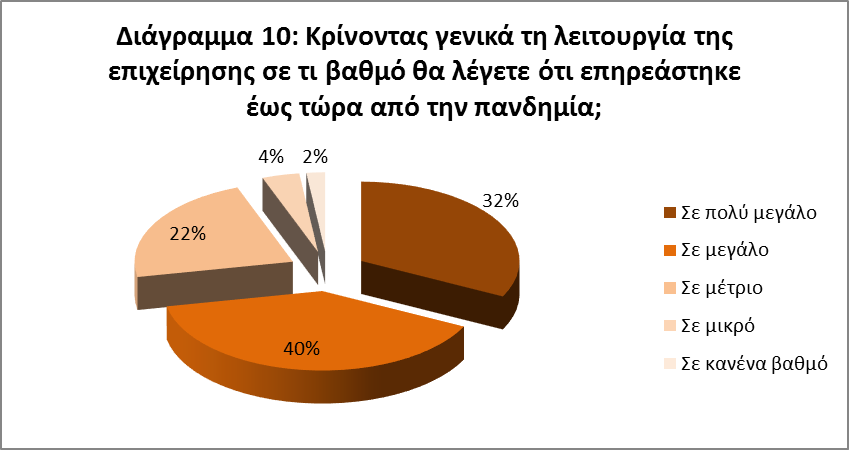 Διάγραμμα 10: Κρίνοντας γενικά τη λειτουργία της
επιχείρησης σε τι βαθμό θα λέγετε ότι επηρεάστηκε
έως τώρα από την πανδημία;
4%
2%
32%
22%
40%
Σε πολύ μεγάλο
Σε μεγάλο
Σε μέτριο
Σε μικρό
Σε κανένα βαθμό